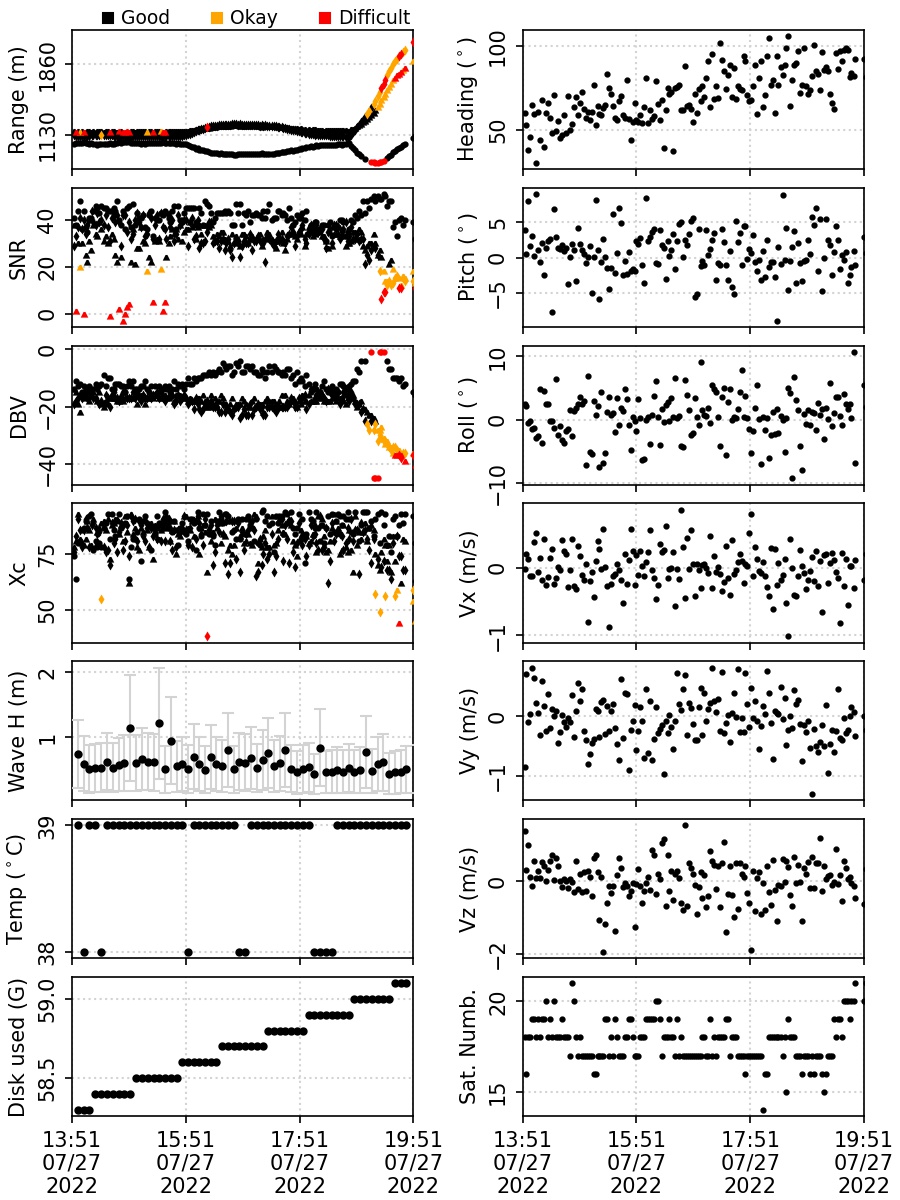 Good Okay Difficult
Range (m)
1860
1130
Heading (°)
100
50
SNR
40
20
0
Pitch (°)
5
0
−5
DBV
0
−20
−40
Roll (°)
10
0
−10
Xc
75
50
Vx (m/s)
0
−1
Wave H (m)
2
1
Vy (m/s)
0
−1
Temp (°C)
39
38
Vz (m/s)
0
−2
Disk used (G)
59.0
58.5
Sat. Numb.
20
15
13:51 15:51 17:51 19:51 13:51 15:51 17:51 19:51
07/27 07/27 07/27 07/27 07/27 07/27 07/27 07/27
2022 2022 2022 2022 2022 2022 2022 2022